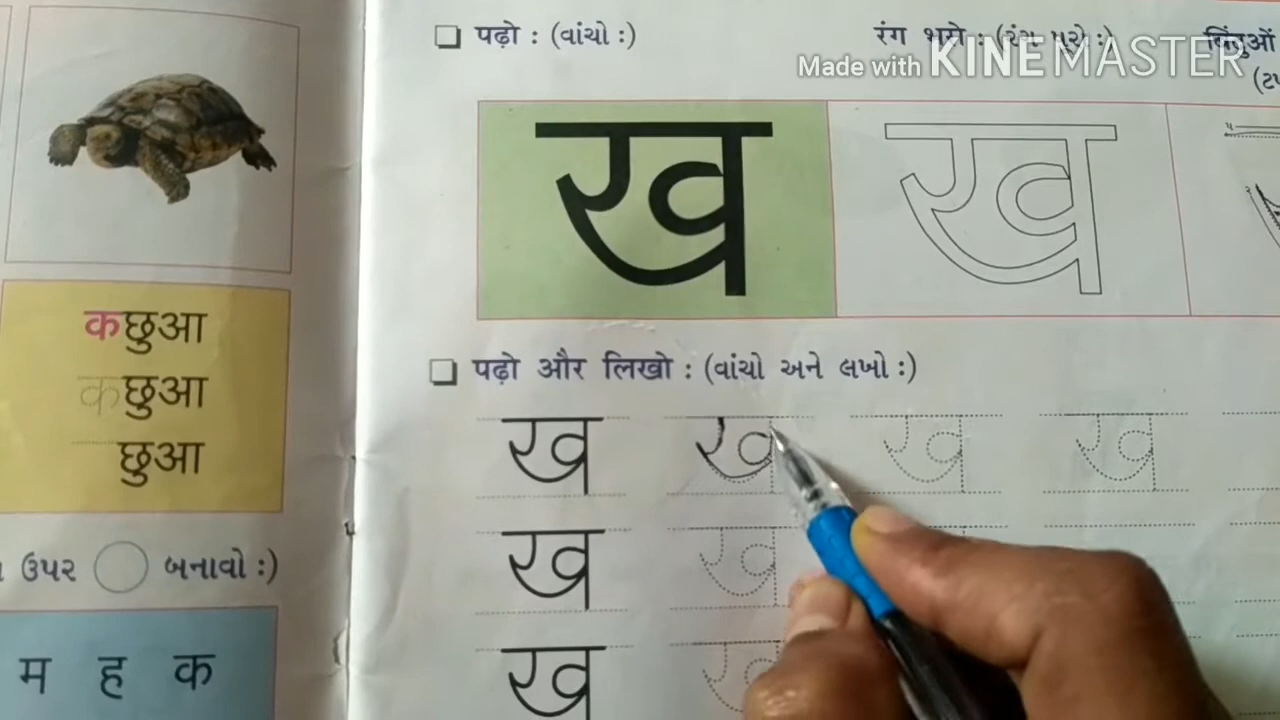 कछुआ
कछुआ
छुआ
ઉપર બનાવો :)
म ह क
पढ़ो : (વાંચો :) रंग भरो : (રંગ પૂરો :) बिंदुओं
Made with KINEMASTER
ख ख
पढ़ो और लिखो : (વાંચો અને લખો :)
ख ख ख ख
ख ख
ख ख